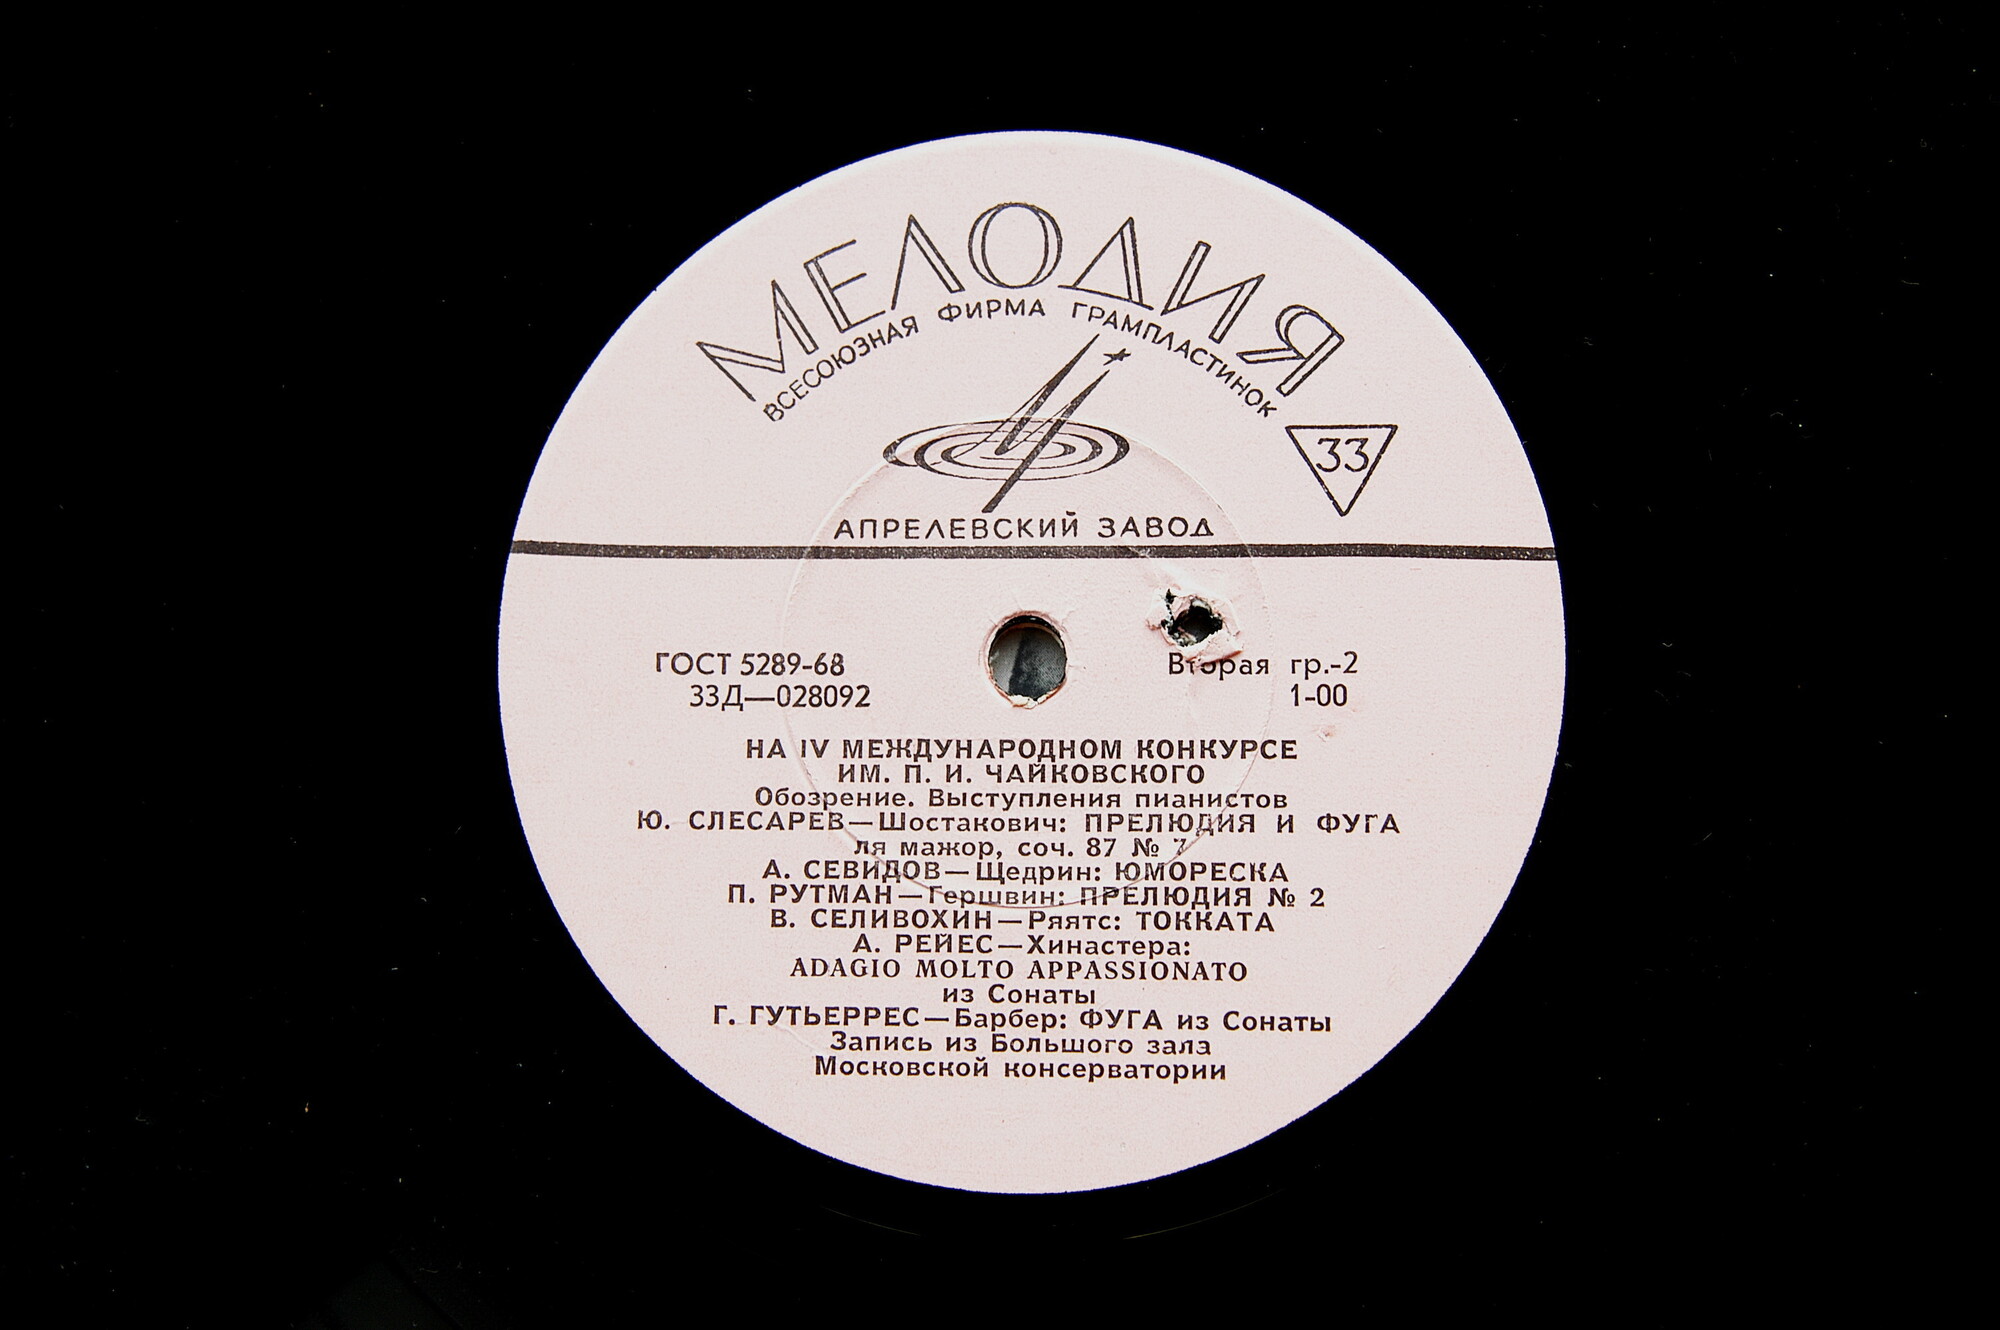 МЕЛОДИЯ
ВСЕСОЮЗНАЯ ФИРМА ГРАМПЛАСТИНОК
33
АПРЕЛЕВСКИЙ ЗАВОД
ГОСТ 5289-68
Вторая гр.-2
33Д—028092
1-00
НА IV МЕЖДУНАРОДНОМ КОНКУРСЕ
ИМ. П. И. ЧАЙКОВСКОГО
Обозрение. Выступления пианистов
Ю. СЛЕСАРЕВ—Шостакович: ПРЕЛЮДИЯ И ФУГА
ля мажор, соч. 87 № 7
А. СЕВИДОВ—Щедрин: ЮМОРЕСКА
П. РУТМАН—Гершвин: ПРЕЛЮДИЯ № 2
В. СЕЛИВОХИН—Ряятс: ТОККАТА
А. РЕЙЕС—Хинастера:
ADAGIO MOLTO APPASSIONATO
из Сонаты
Г. ГУТЬЕРРЕС—Барбер: ФУГА из Сонаты
Запись из Большого зала
Московской консерватории